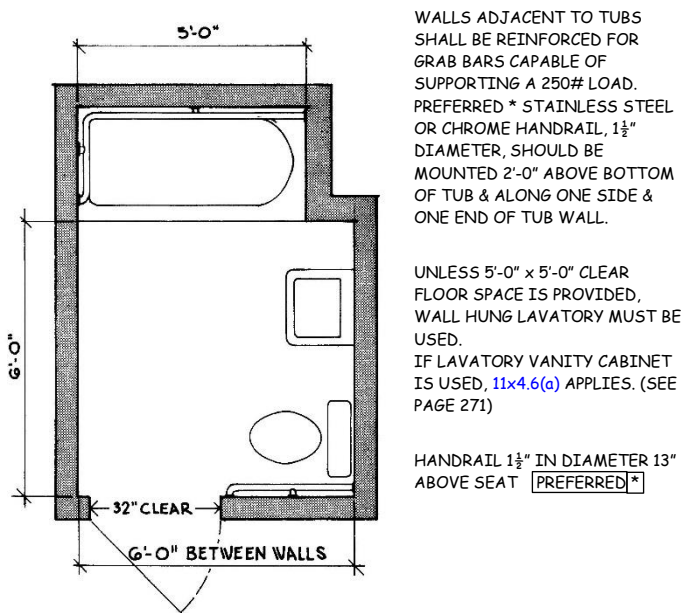 5'-0"
6'-0"
32" CLEAR
6'-0" BETWEEN WALLS
WALLS ADJACENT TO TUBS
SHALL BE REINFORCED FOR
GRAB BARS CAPABLE OF
SUPPORTING A 250# LOAD.
PREFERRED * STAINLESS STEEL
OR CHROME HANDRAIL, 1½"
DIAMETER, SHOULD BE
MOUNTED 2'-0" ABOVE BOTTOM
OF TUB & ALONG ONE SIDE &
ONE END OF TUB WALL.
UNLESS 5'-0" x 5'-0" CLEAR
FLOOR SPACE IS PROVIDED,
WALL HUNG LAVATORY MUST BE
USED.
IF LAVATORY VANITY CABINET
IS USED, 11x4.6(a) APPLIES. (SEE
PAGE 271)
HANDRAIL 1½" IN DIAMETER 13"
ABOVE SEAT PREFERRED *